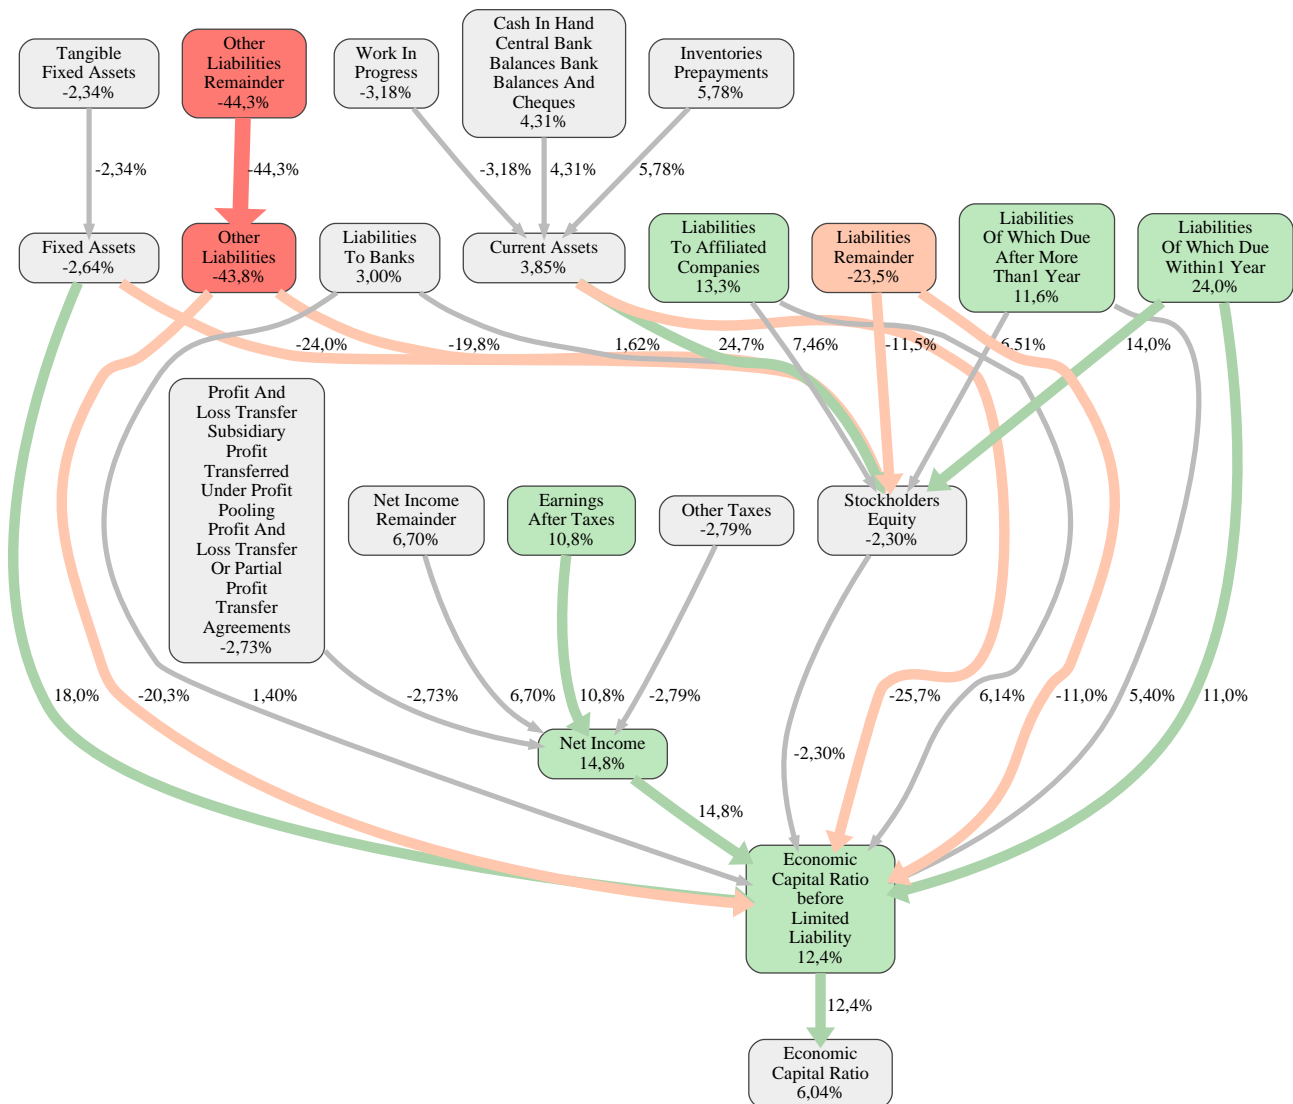 Tangible
Fixed Assets
-2,34%
Other
Liabilities
Remainder
-44,3%
Work In
Progress
-3,18%
Cash In Hand
Central Bank
Balances Bank
Balances And
Cheques
4,31%
Inventories
Prepayments
5,78%
-2,34%
-44,3%
-3,18%
4,31%
5,78%
Fixed Assets
-2,64%
Other
Liabilities
-43,8%
Liabilities
To Banks
3,00%
Current Assets
3,85%
Liabilities
To Affiliated
Companies
13,3%
Liabilities
Remainder
-23,5%
Liabilities
Of Which Due
After More
Than1 Year
11,6%
Liabilities
Of Which Due
Within1 Year
24,0%
-24,0%
-19,8%
1,62%
24,7%
7,46%
-11,5%
6,51%
14,0%
Profit And
Loss Transfer
Subsidiary
Profit
Transferred
Under Profit
Pooling
Profit And
Loss Transfer
Or Partial
Profit
Transfer
Agreements
-2,73%
Net Income
Remainder
6,70%
Earnings
After Taxes
10,8%
Other Taxes
-2,79%
Stockholders
Equity
-2,30%
18,0%
-20,3%
1,40%
-2,73%
6,70%
10,8%
-2,79%
-25,7%
6,14%
-11,0%
5,40%
11,0%
Net Income
14,8%
-2,30%
14,8%
Economic
Capital Ratio
before
Limited
Liability
12,4%
12,4%
Economic
Capital Ratio
6,04%